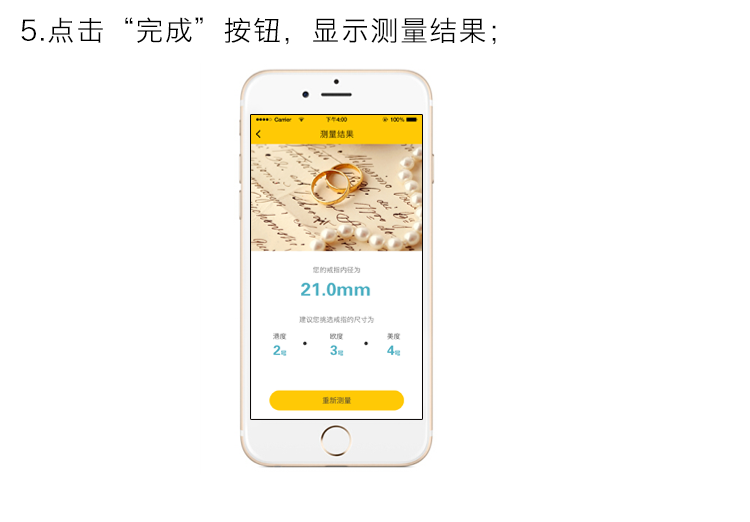 5.点击“完成”按钮，显示测量结果；
Carrier 下午4:00 100%
测量结果
您的戒指内径为
21.0mm
建议您挑选戒指的尺寸为
港度 欧度 美度
2号 3号 4号
重新测量